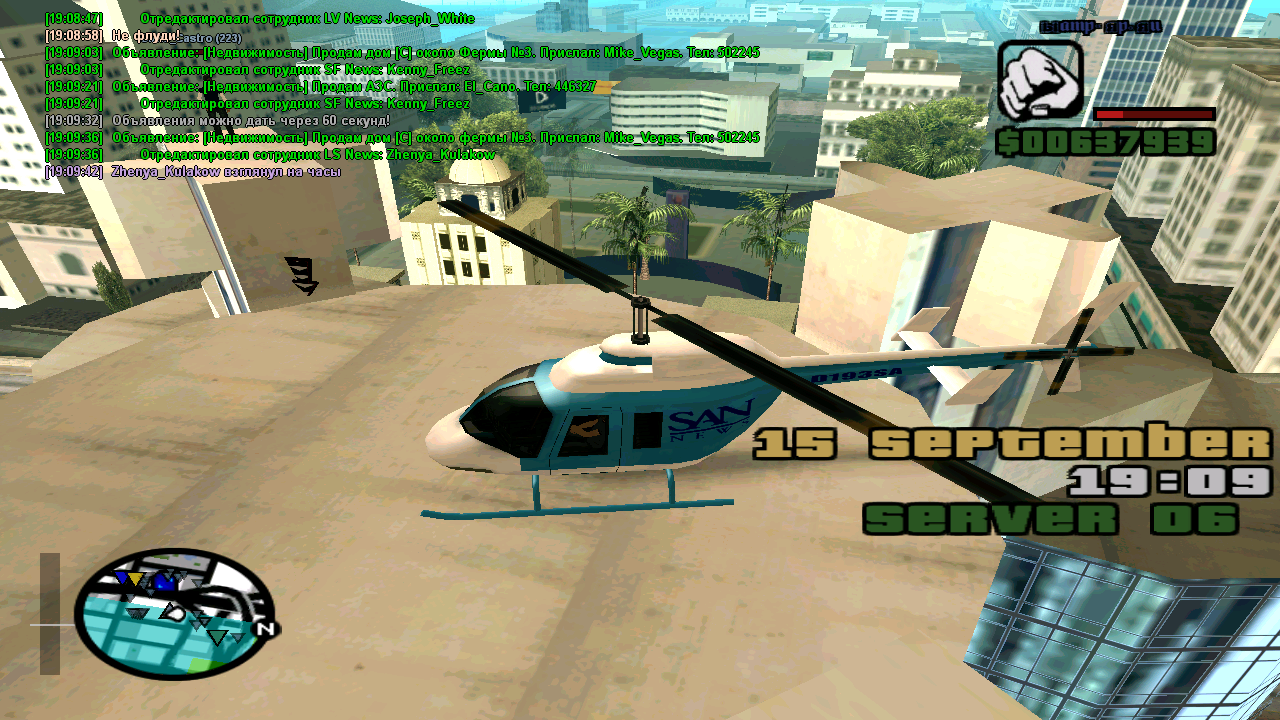 [19:08:47] Отредактировал сотрудник LV News: Joseph_White
[19:08:58] Не флуди!
astro (223)
[19:09:03] Объявление: [Недвижимость] Продам дом [C] около Фермы №3. Прислал: Mike_Vegas. Тел: 502245
[19:09:03] Отредактировал сотрудник SF News: Kenny_Freez
[19:09:21] Объявление: [Недвижимость] Продам АЗС. Прислал: El_Cano. Тел: 446327
[19:09:21] Отредактировал сотрудник SF News: Kenny_Freez
[19:09:32] Объявления можно дать через 60 секунд!
[19:09:36] Объявление: [Недвижимость] Продам дом [C] около фермы №3. Прислал: Mike_Vegas. Тел: 502245
[19:09:36] Отредактировал сотрудник LS News: Zhenya_Kulakow
[19:09:42] Zhenya_Kulakow взглянул на часы
$00637939
SAN
NEWS
15 September
19:09
Server 06
N